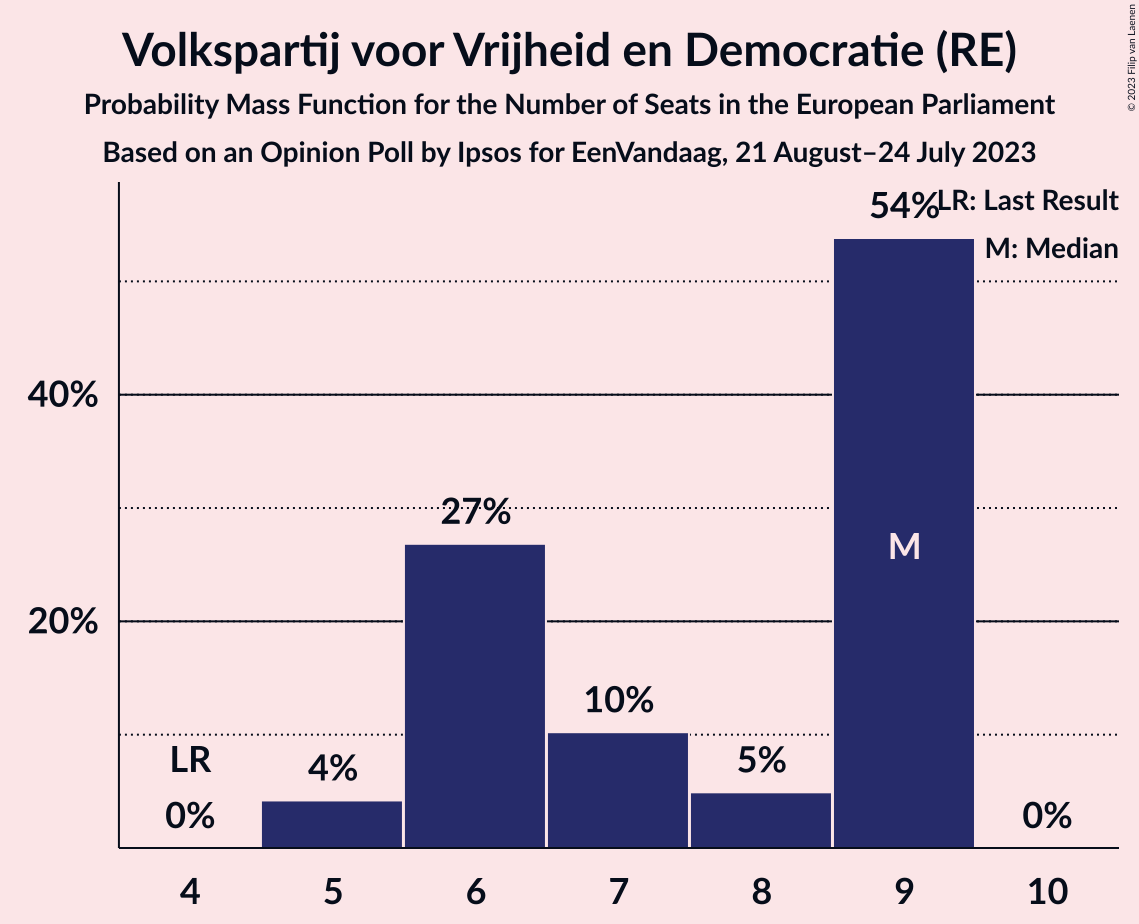 Volkspartij voor Vrijheid en Democratie (RE)
Probability Mass Function for the Number of Seats in the European Parliament
Based on an Opinion Poll by Ipsos for EenVandaag, 21 August–24 July 2023
© 2023 Filip van Laenen
LR: Last Result
M: Median
54%
40%
27%
M
20%
10%
LR
4%
5%
0%
0%
4 5 6 7 8 9 10